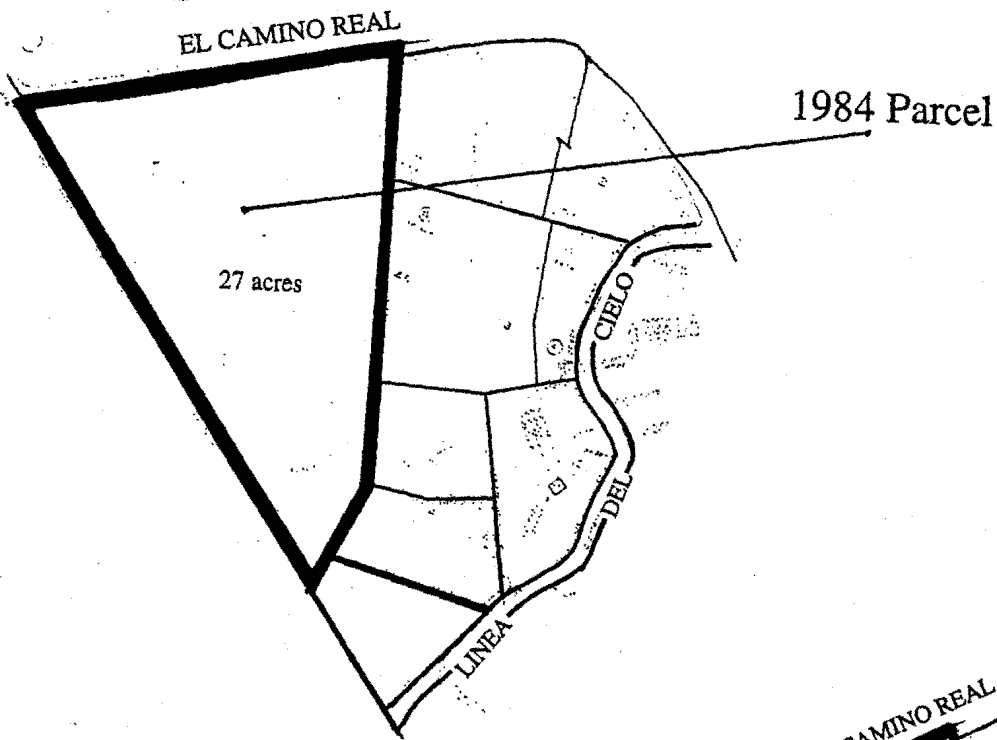 EL CAMINO REAL
1984 Parcel
27 acres
CIELO
DEL
LINEA
CAMINO REAL